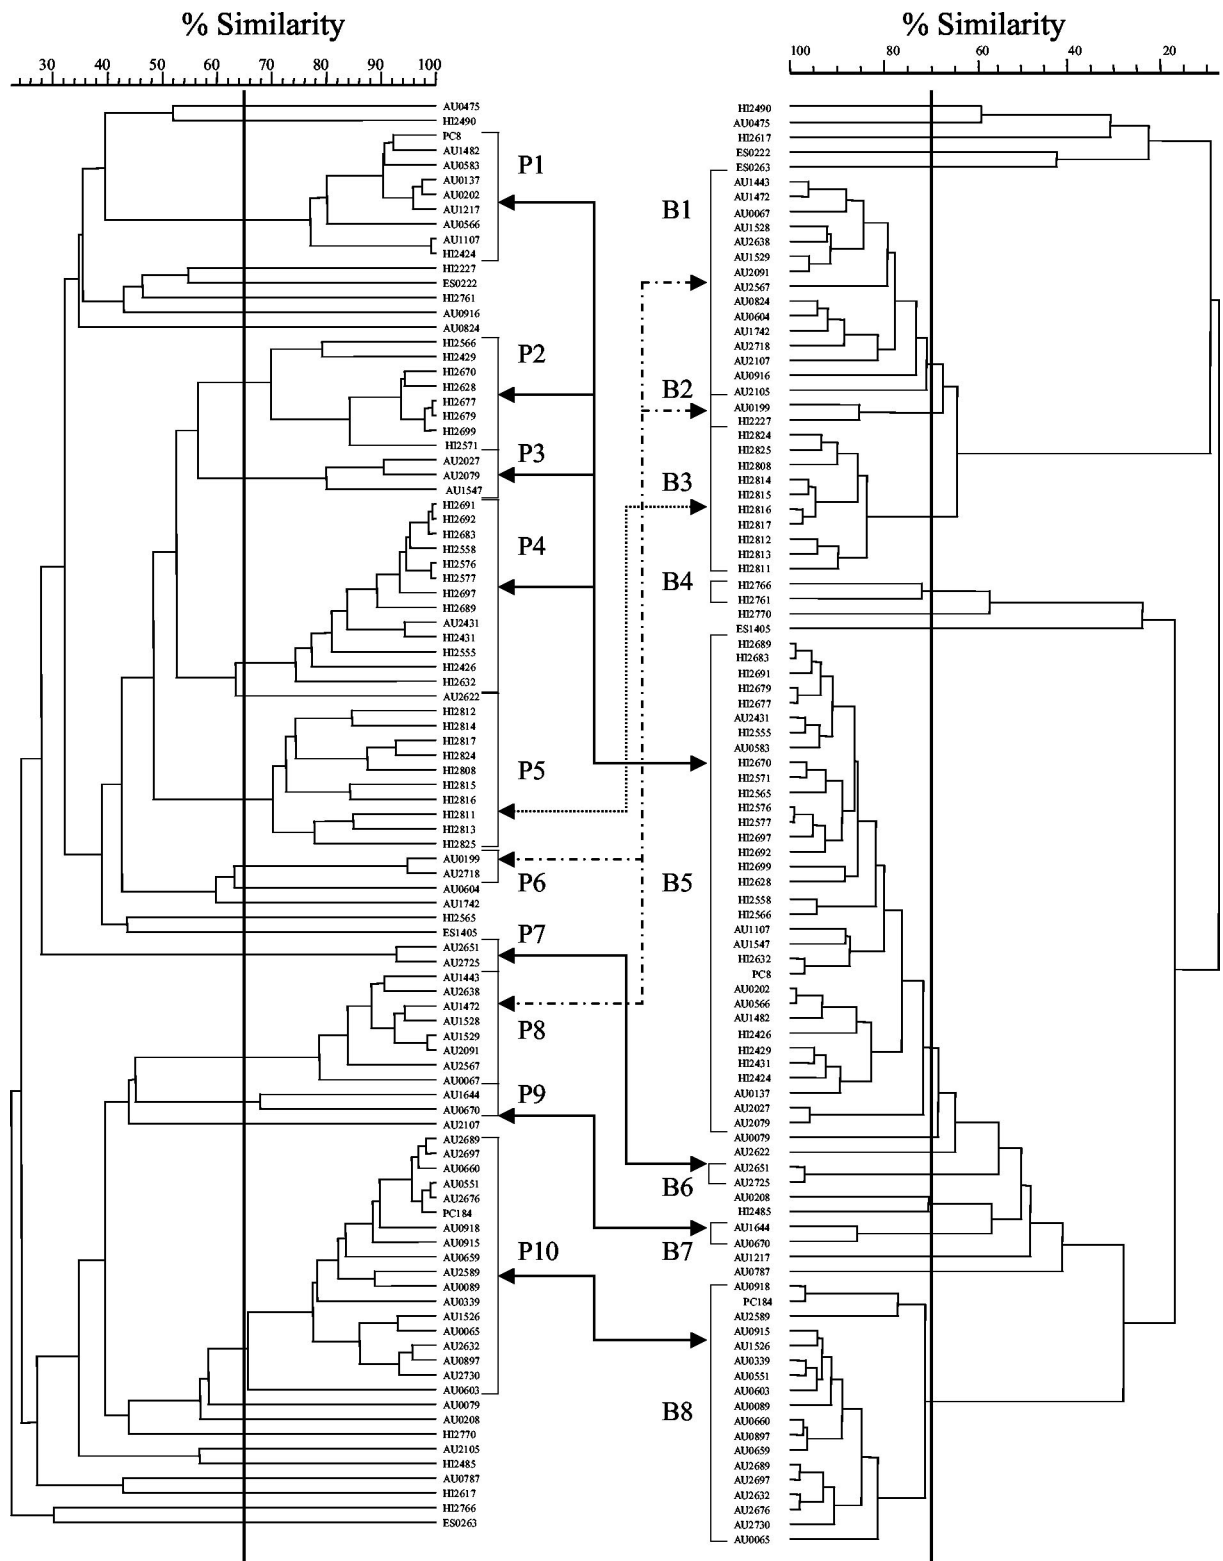 % Similarity
30 40 50 60 70 80 90 100
AU0475
HI2490
PC8
AU1482
AU0583
AU0137
AU0202
AU1217
AU0566
AU1107
HI2424
HI2227
ES0222
HI2761
AU0916
AU0824
HI2566
HI2429
HI2670
HI2628
HI2677
HI2679
HI2699
HI2571
AU2027
AU2079
AU1547
HI2691
HI2692
HI2683
HI2558
HI2576
HI2577
HI2697
HI2689
AU2431
HI2431
HI2555
HI2426
HI2632
AU2622
HI2812
HI2814
HI2817
HI2824
HI2808
HI2815
HI2816
HI2811
HI2813
HI2825
AU0199
AU2718
AU0604
AU1742
HI2565
ES1405
AU2651
AU2725
AU1443
AU2638
AU1472
AU1528
AU1529
AU2091
AU2567
AU0067
AU1644
AU0670
AU2107
AU2689
AU2697
AU0660
AU0551
AU2676
PC184
AU0918
AU0915
AU0659
AU2589
AU0089
AU0339
AU1526
AU0065
AU2632
AU0897
AU2730
AU0603
AU0079
AU0208
HI2770
AU2105
HI2485
AU0787
HI2617
HI2766
ES0263
P1
P2
P3
P4
P5
P6
P7
P8
P9
P10
% Similarity
100 80 60 40 20
B1
B2
B3
B4
B5
B6
B7
B8
HI2490
AU0475
HI2617
ES0222
ES0263
AU1443
AU1472
AU0067
AU1528
AU2638
AU1529
AU2091
AU2567
AU0824
AU0604
AU1742
AU2718
AU2107
AU0916
AU2105
AU0199
HI2227
HI2824
HI2825
HI2808
HI2814
HI2815
HI2816
HI2817
HI2812
HI2813
HI2811
HI2766
HI2761
HI2770
ES1405
HI2689
HI2683
HI2691
HI2679
HI2677
AU2431
HI2555
AU0583
HI2670
HI2571
HI2565
HI2576
HI2577
HI2697
HI2692
HI2699
HI2628
HI2558
HI2566
AU1107
AU1547
HI2632
PC8
AU0202
AU0566
AU1482
HI2426
HI2429
HI2431
HI2424
AU0137
AU2027
AU2079
AU0079
AU2622
AU2651
AU2725
AU0208
HI2485
AU1644
AU0670
AU1217
AU0787
AU0918
PC184
AU2589
AU0915
AU1526
AU0339
AU0551
AU0603
AU0089
AU0660
AU0897
AU0659
AU2689
AU2697
AU2632
AU2676
AU2730
AU0065